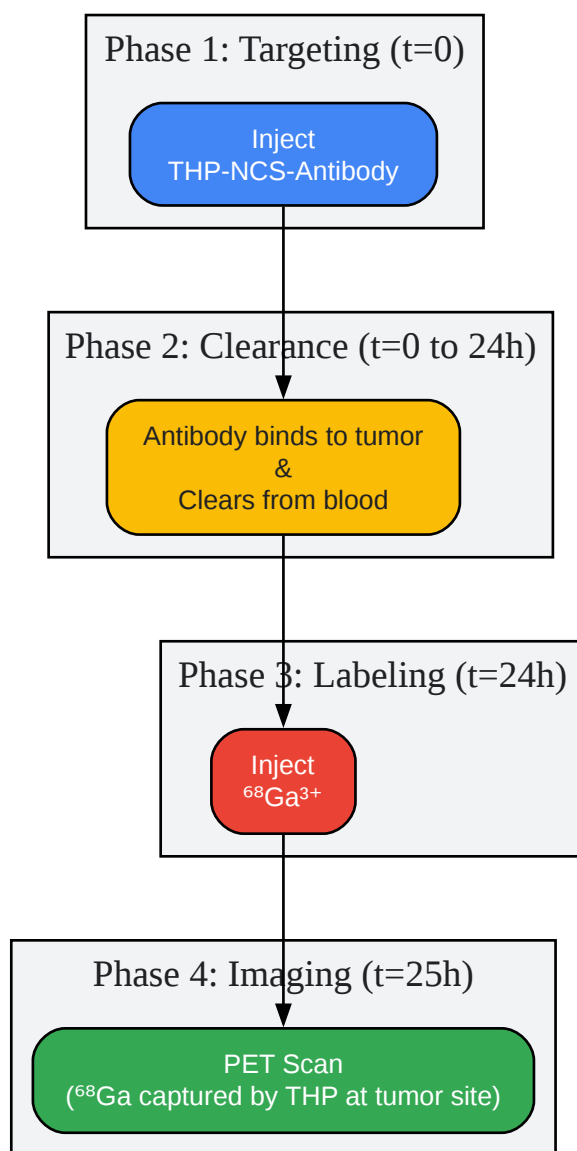 Phase 1: Targeting (t=0)
Inject
THP-NCS-Antibody
Phase 2: Clearance (t=0 to 24h)
Antibody binds to tumor
&
Clears from blood
Phase 3: Labeling (t=24h)
Inject
⁶⁸Ga³⁺
Phase 4: Imaging (t=25h)
PET Scan
(⁶⁸Ga captured by THP at tumor site)